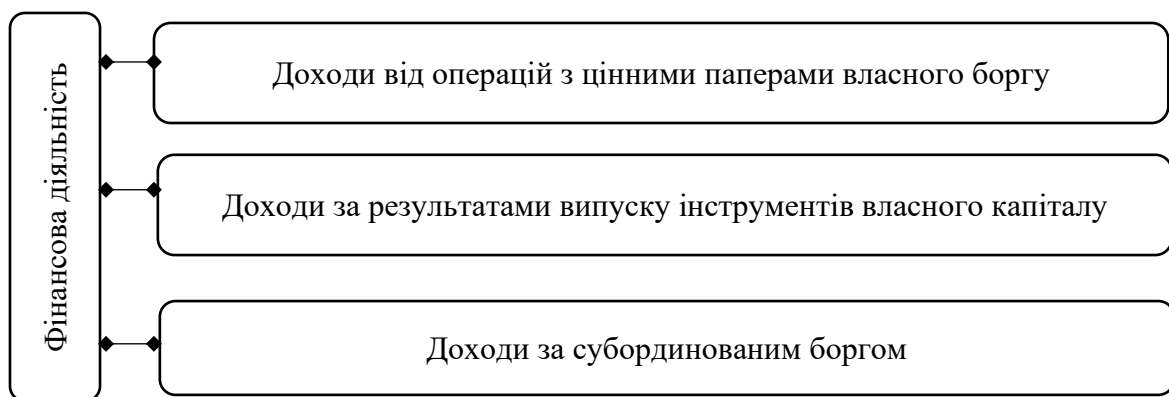 Фінансова діяльність
Доходи від операцій з цінними паперами власного боргу
Доходи за результатами випуску інструментів власного капіталу
Доходи за субординованим боргом